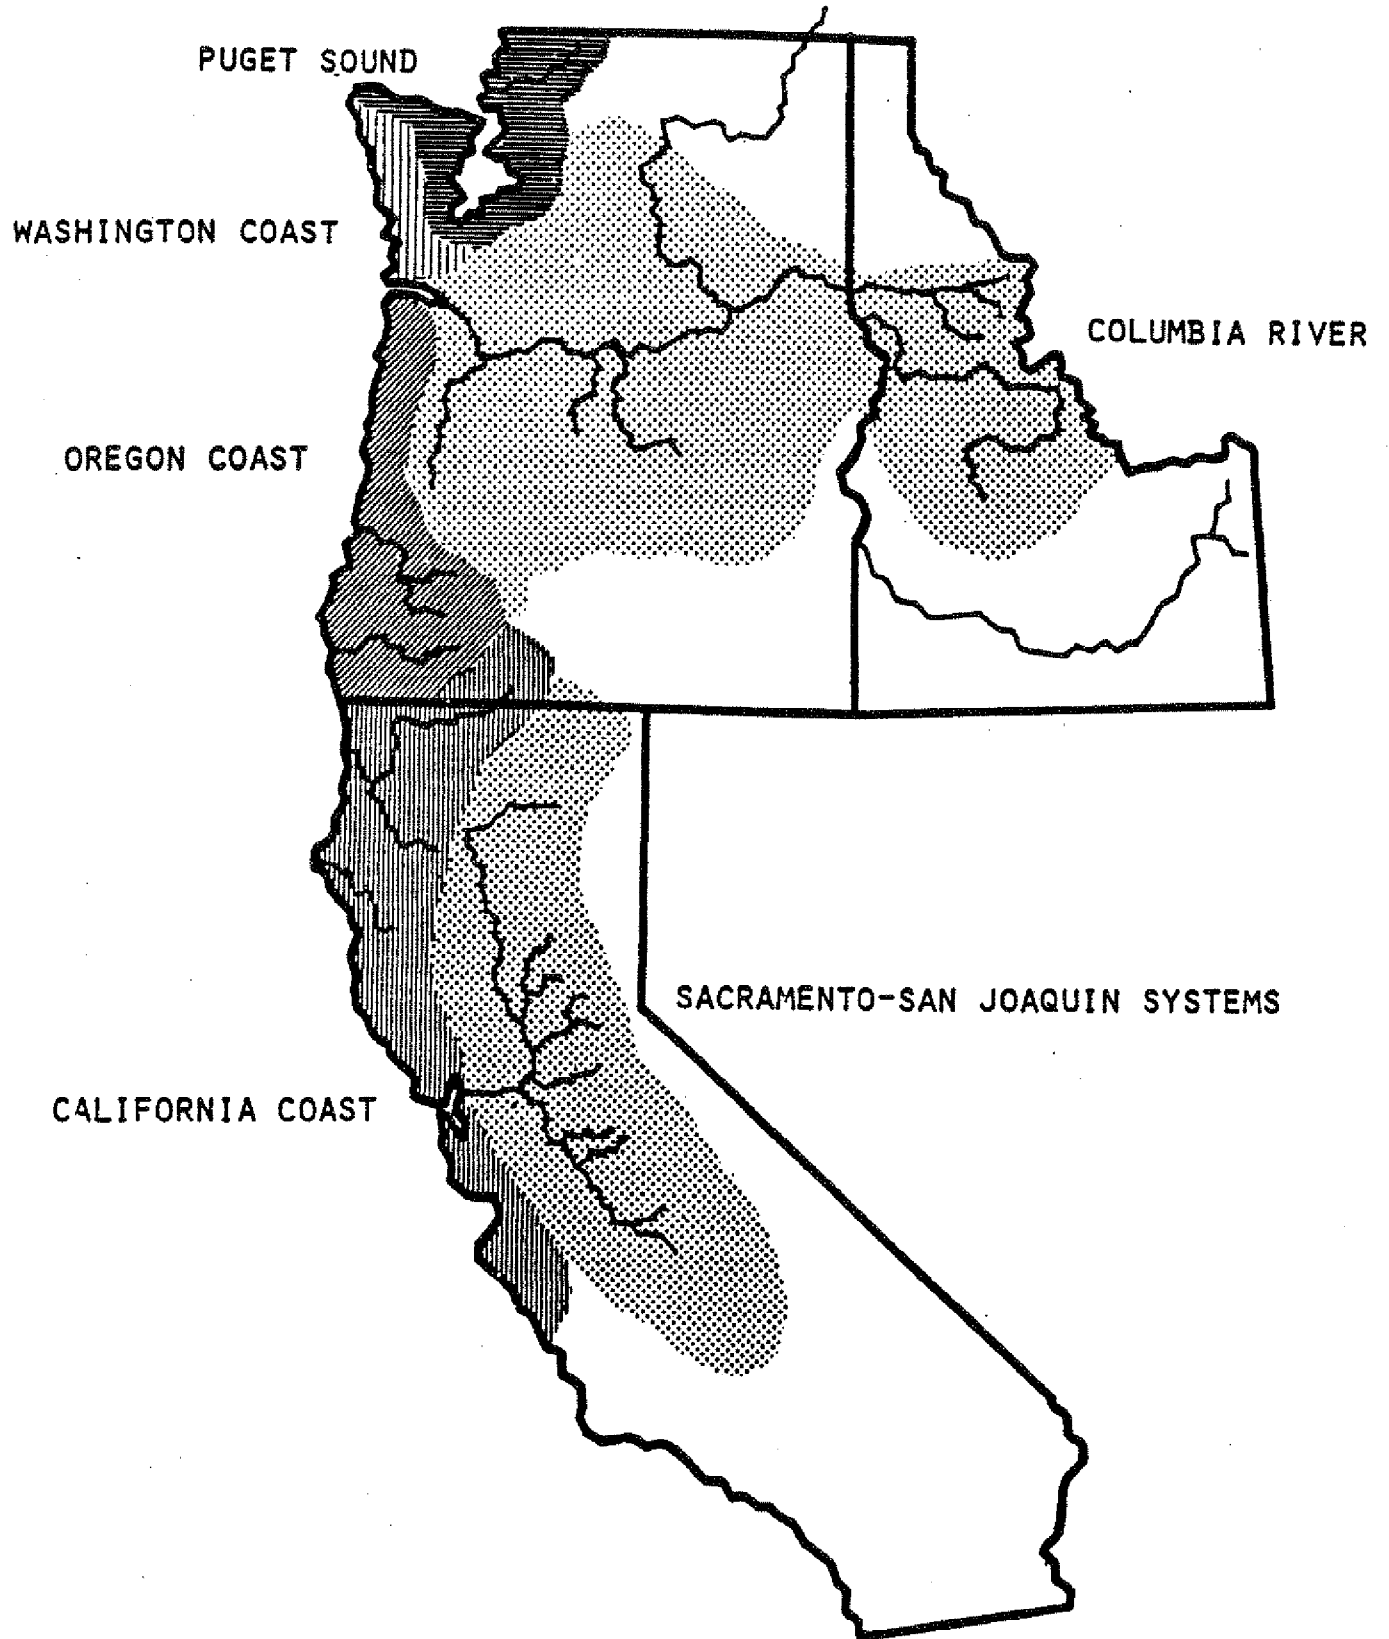 PUGET SOUND
WASHINGTON COAST
COLUMBIA RIVER
OREGON COAST
SACRAMENTO-SAN JOAQUIN SYSTEMS
CALIFORNIA COAST